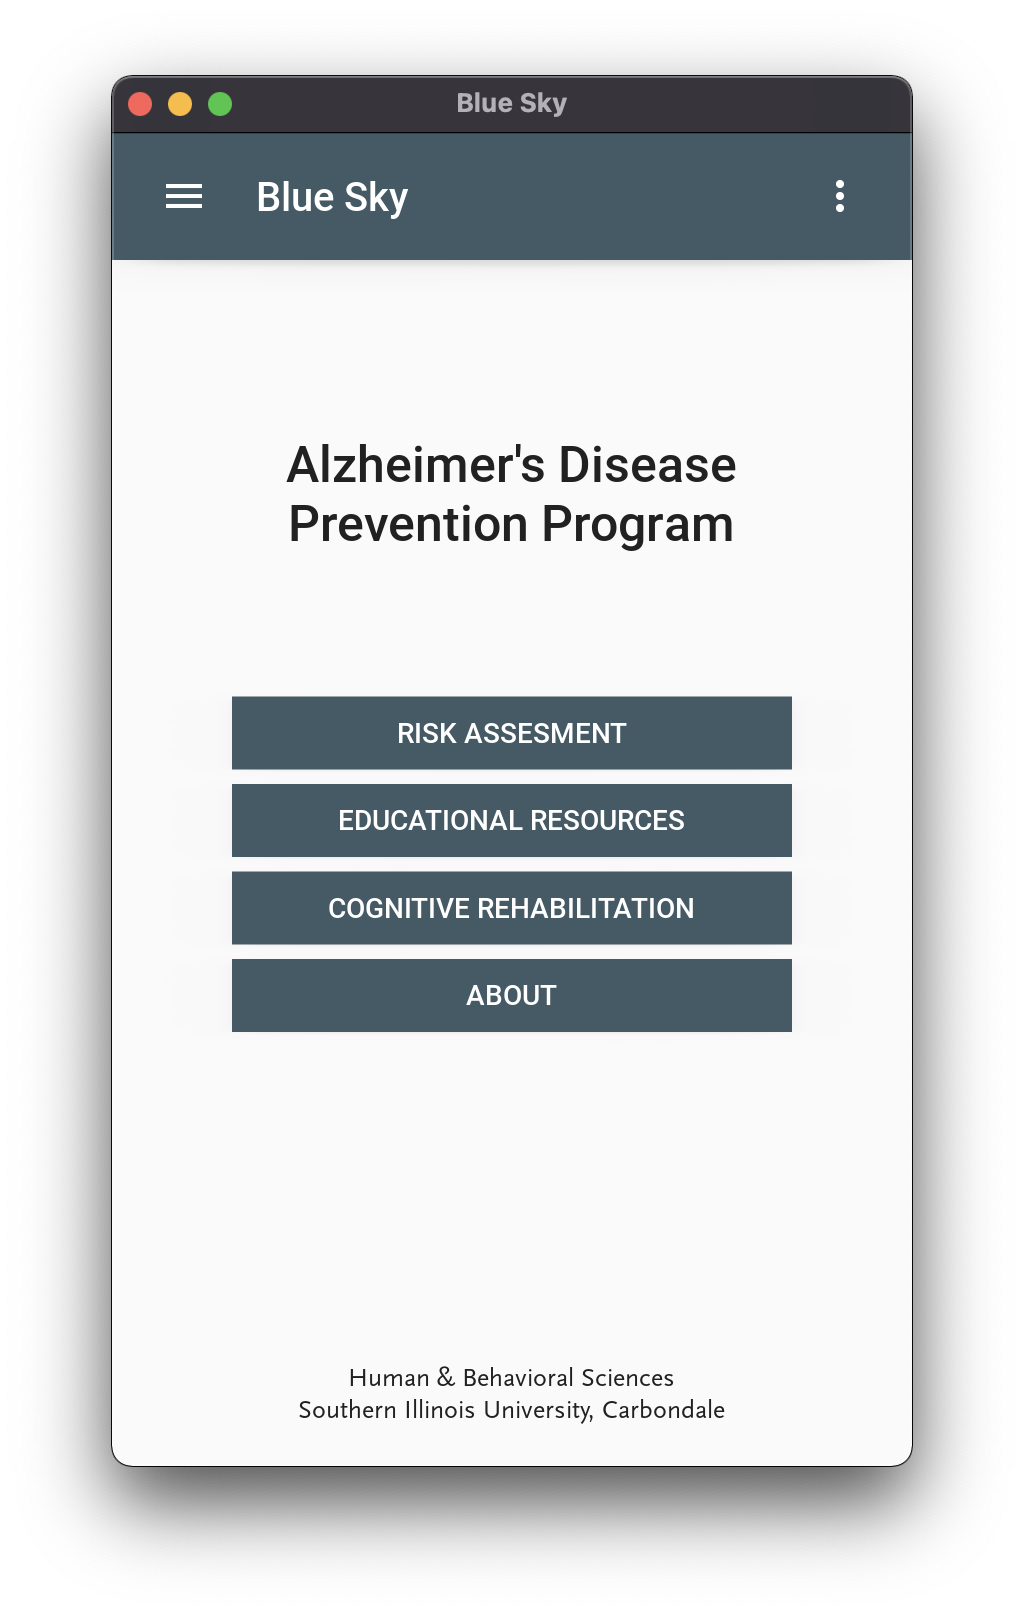 Blue Sky
Blue Sky
Alzheimer's Disease
Prevention Program
RISK ASSESMENT
EDUCATIONAL RESOURCES
COGNITIVE REHABILITATION
ABOUT
Human & Behavioral Sciences
Southern Illinois University, Carbondale